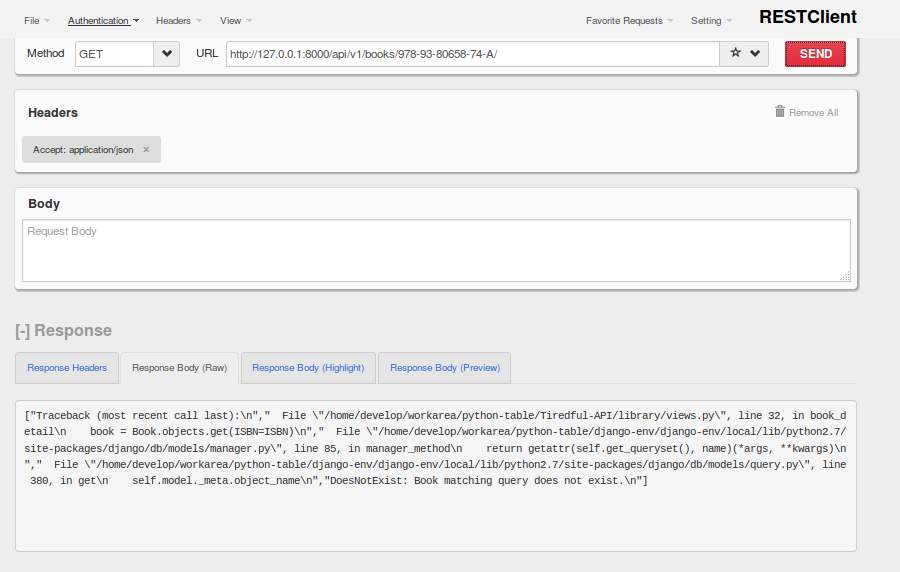 File Authentication Headers View Favorite Requests Setting RESTClient
Method GET URL http://127.0.0.1:8000/api/v1/books/978-93-80658-74-A/ SEND
Headers Remove All
Accept: application/json ×
Body
Request Body
[-] Response
Response Headers Response Body (Raw) Response Body (Highlight) Response Body (Preview)
["Traceback (most recent call last):\n","  File \"/home/develop/workarea/python-table/Tiredful-API/library/views.py\", line 32, in book_d
etail\n    book = Book.objects.get(ISBN=ISBN)\n","  File \"/home/develop/workarea/python-table/django-env/django-env/local/lib/python2.7/
site-packages/django/db/models/manager.py\", line 85, in manager_method\n    return getattr(self.get_queryset(), name)(*args, **kwargs)\n
","  File \"/home/develop/workarea/python-table/django-env/django-env/local/lib/python2.7/site-packages/django/db/models/query.py\", line
 380, in get\n    self.model._meta.object_name\n","DoesNotExist: Book matching query does not exist.\n"]